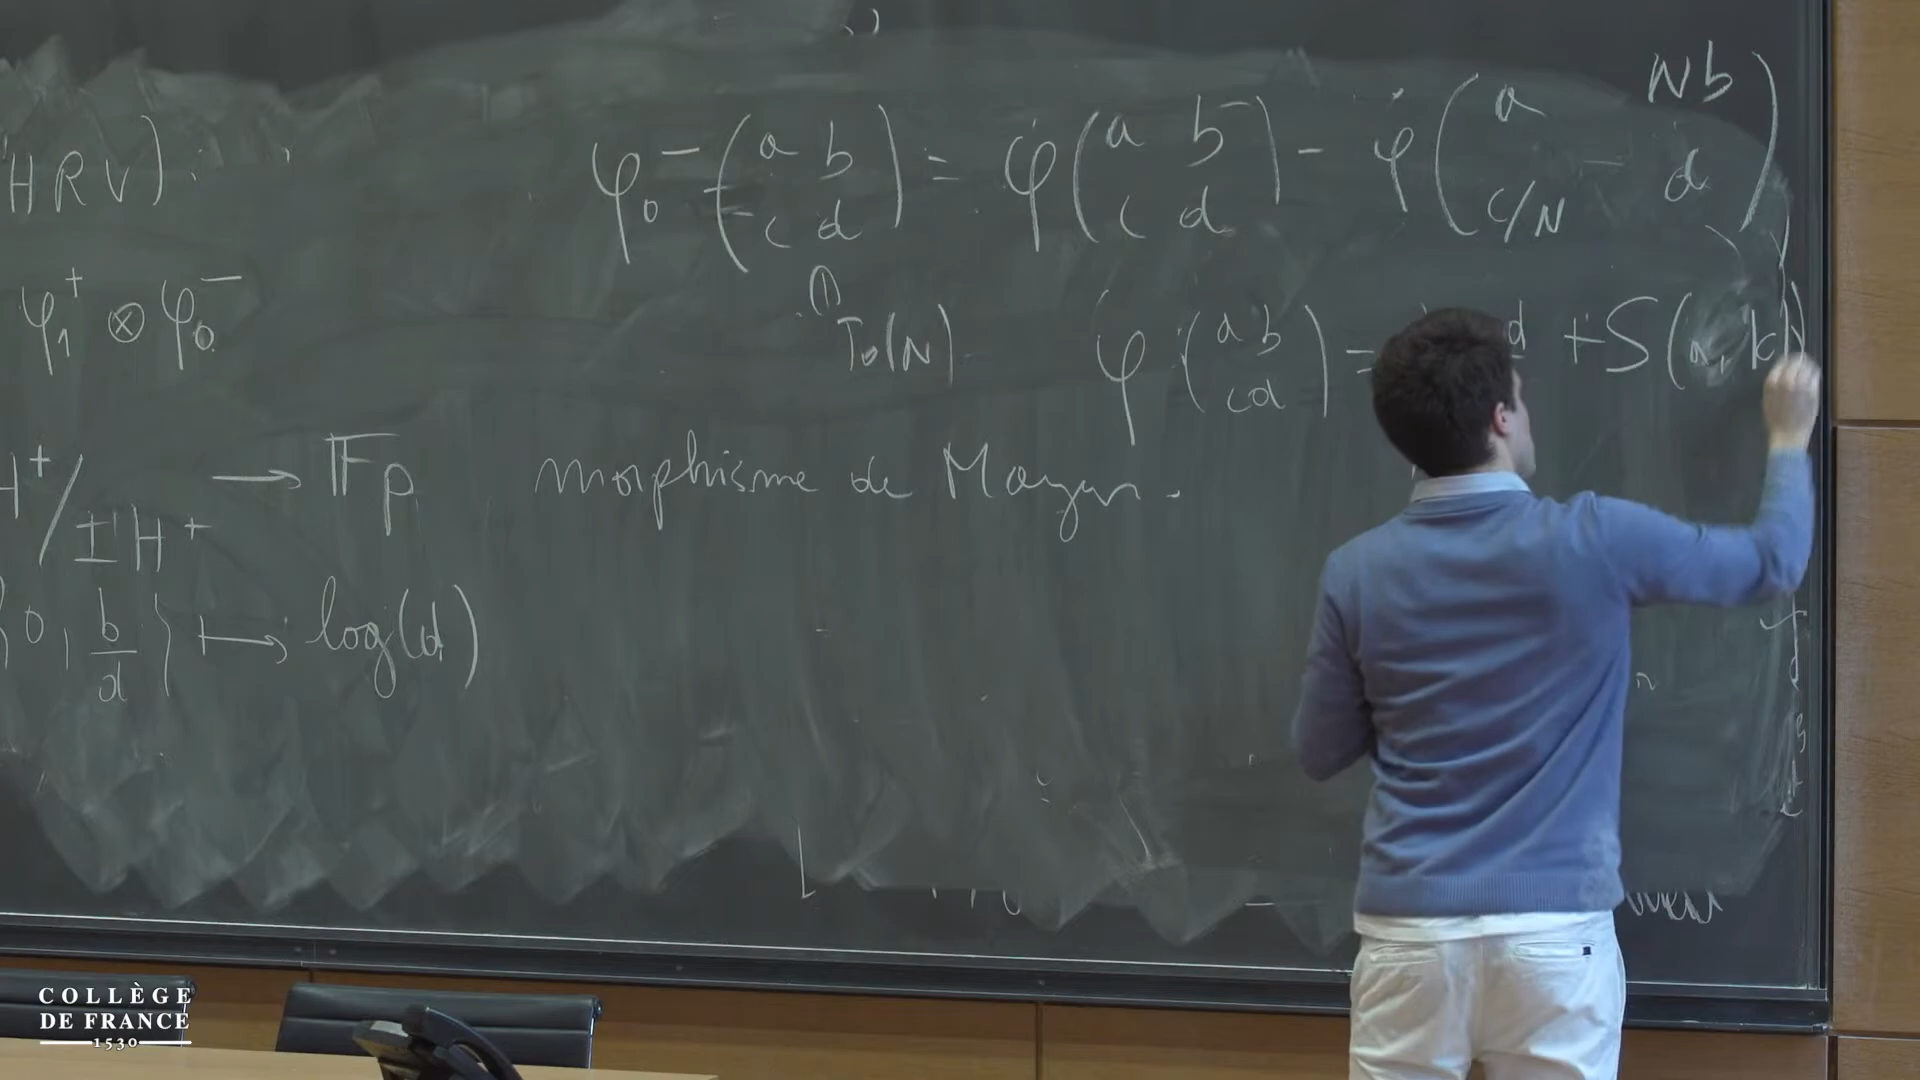 HRV).
φ₀⁻ (a b / c d) = φ (a b / c d) - φ (a Nb / c/N d)
∩
Γ₀(N)
φ₁⁺ ⊗ φ₀⁻
φ (a b / c d) = d + S(
H⁺/±H⁺ → 𝔽p morphisme de Mazur.
}0, b/d} ↦ log(d)
COLLÈGE
DE FRANCE
1530